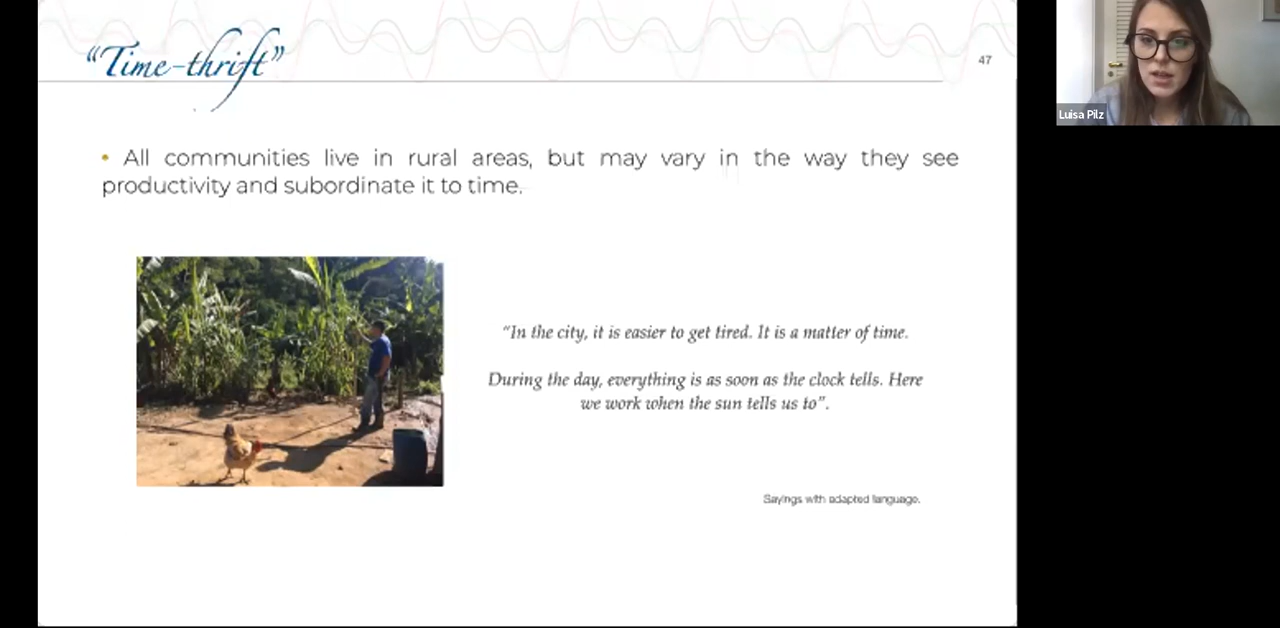 “Time-thrift”
47
• All communities live in rural areas, but may vary in the way they see
productivity and subordinate it to time.
“In the city, it is easier to get tired. It is a matter of time.
During the day, everything is as soon as the clock tells. Here
we work when the sun tells us to”.
Sayings with adapted language.
Luisa Pilz